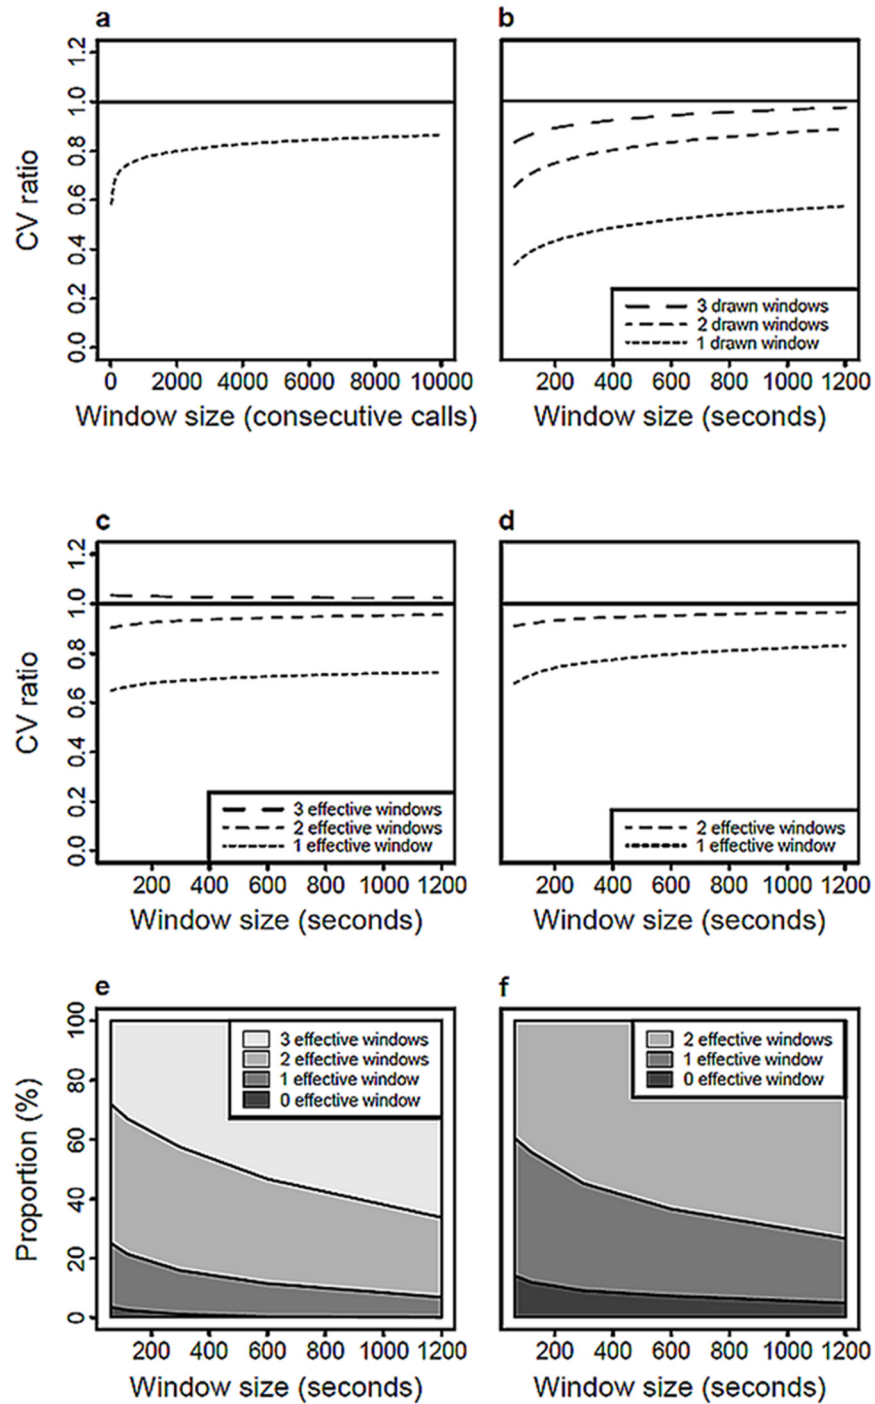 a
CV ratio
0.0 0.2 0.4 0.6 0.8 1.0 1.2
0 2000 4000 6000 8000 10000
Window size (consecutive calls)
b
3 drawn windows
2 drawn windows
1 drawn window
200 400 600 800 1000 1200
Window size (seconds)
c
CV ratio
0.0 0.2 0.4 0.6 0.8 1.0 1.2
3 effective windows
2 effective windows
1 effective window
200 400 600 800 1000 1200
Window size (seconds)
d
2 effective windows
1 effective window
200 400 600 800 1000 1200
Window size (seconds)
e
Proportion (%)
0 20 40 60 80 100
3 effective windows
2 effective windows
1 effective window
0 effective window
200 400 600 800 1000 1200
Window size (seconds)
f
2 effective windows
1 effective window
0 effective window
200 400 600 800 1000 1200
Window size (seconds)